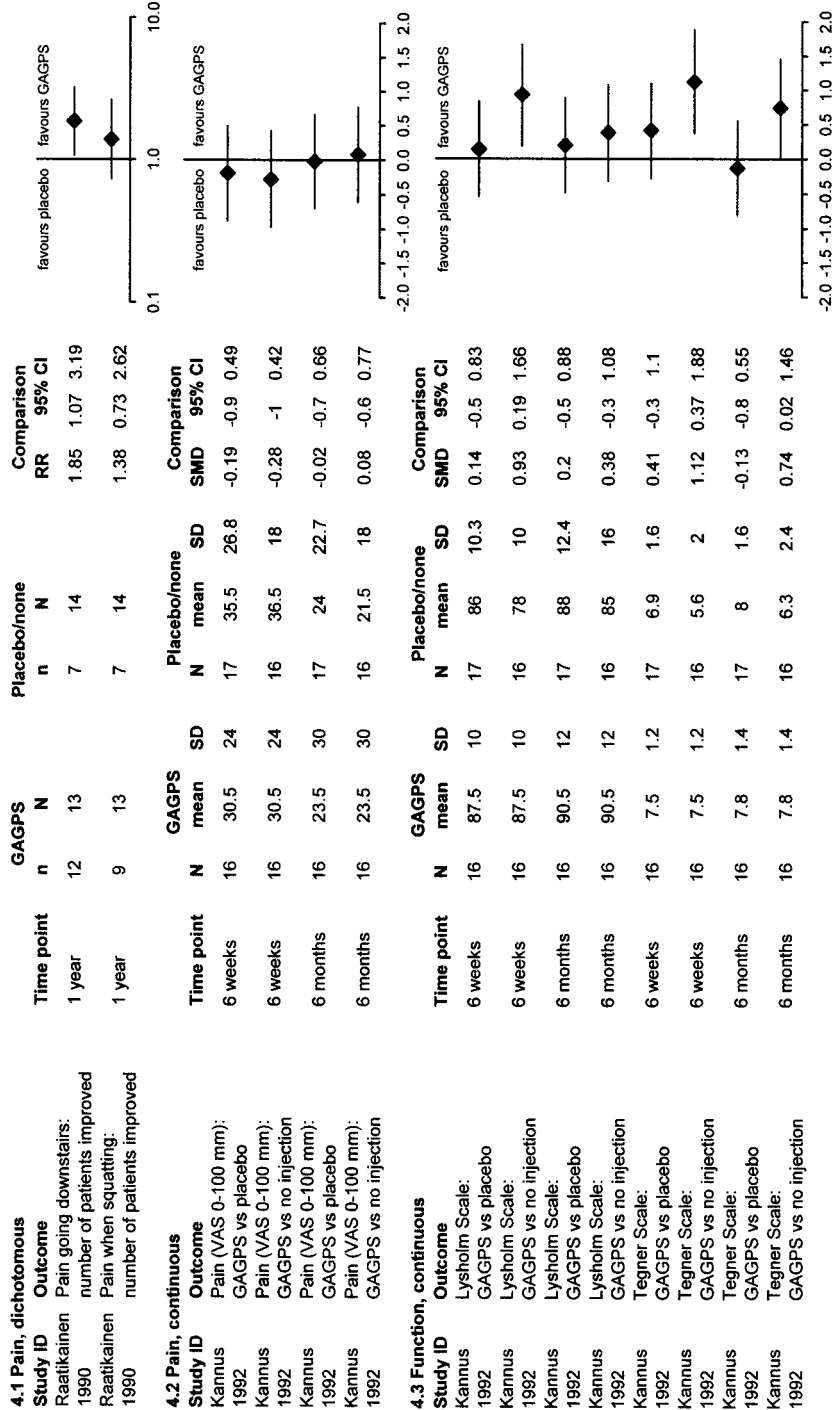 4.1 Pain, dichotomous
GAGPS Placebo/none Comparison
Study ID Outcome Time point n N n N RR 95% CI
Raatikainen Pain going downstairs: 1 year 12 13 7 14 1.85 1.07 3.19
1990 number of patients improved
Raatikainen Pain when squatting: 1 year 9 13 7 14 1.38 0.73 2.62
1990 number of patients improved
favours placebo favours GAGPS
0.1 1.0 10.0
4.2 Pain, continuous
GAGPS Placebo/none Comparison
Study ID Outcome Time point N mean SD N mean SD SMD 95% CI
Kannus Pain (VAS 0-100 mm): 6 weeks 16 30.5 24 17 35.5 26.8 -0.19 -0.9 0.49
1992 GAGPS vs placebo
Kannus Pain (VAS 0-100 mm): 6 weeks 16 30.5 24 16 36.5 18 -0.28 -1 0.42
1992 GAGPS vs no injection
Kannus Pain (VAS 0-100 mm): 6 months 16 23.5 30 17 24 22.7 -0.02 -0.7 0.66
1992 GAGPS vs placebo
Kannus Pain (VAS 0-100 mm): 6 months 16 23.5 30 16 21.5 18 0.08 -0.6 0.77
1992 GAGPS vs no injection
favours placebo favours GAGPS
-2.0 -1.5 -1.0 -0.5 0.0 0.5 1.0 1.5 2.0
4.3 Function, continuous
GAGPS Placebo/none Comparison
Study ID Outcome Time point N mean SD N mean SD SMD 95% CI
Kannus Lysholm Scale: 6 weeks 16 87.5 10 17 86 10.3 0.14 -0.5 0.83
1992 GAGPS vs placebo
Kannus Lysholm Scale: 6 weeks 16 87.5 10 16 78 10 0.93 0.19 1.66
1992 GAGPS vs no injection
Kannus Lysholm Scale: 6 months 16 90.5 12 17 88 12.4 0.2 -0.5 0.88
1992 GAGPS vs placebo
Kannus Lysholm Scale: 6 months 16 90.5 12 16 85 16 0.38 -0.3 1.08
1992 GAGPS vs no injection
Kannus Tegner Scale: 6 weeks 16 7.5 1.2 17 6.9 1.6 0.41 -0.3 1.1
1992 GAGPS vs placebo
Kannus Tegner Scale: 6 weeks 16 7.5 1.2 16 5.6 2 1.12 0.37 1.88
1992 GAGPS vs no injection
Kannus Tegner Scale: 6 months 16 7.8 1.4 17 8 1.6 -0.13 -0.8 0.55
1992 GAGPS vs placebo
Kannus Tegner Scale: 6 months 16 7.8 1.4 16 6.3 2.4 0.74 0.02 1.46
1992 GAGPS vs no injection
favours placebo favours GAGPS
-2.0 -1.5 -1.0 -0.5 0.0 0.5 1.0 1.5 2.0